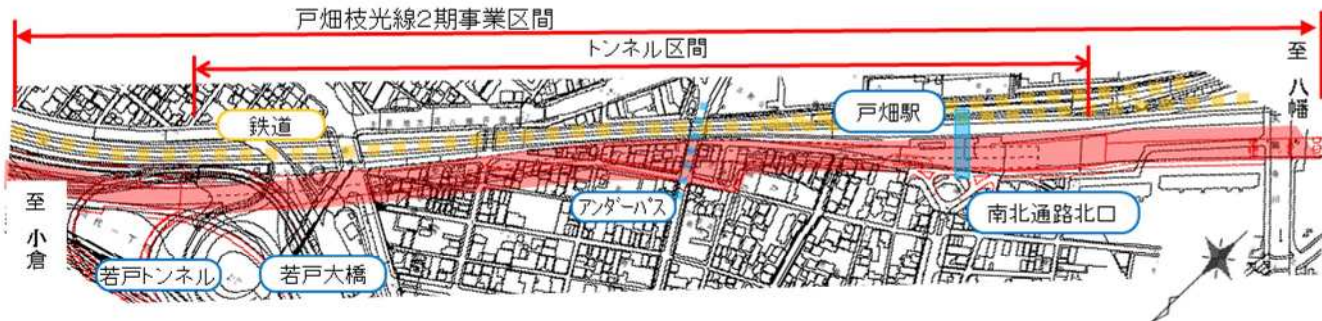 戸畑枝光線2期事業区間
トンネル区間
至 八幡
鉄道
戸畑駅
アンダーパス
南北通路北口
至 小倉
若戸トンネル
若戸大橋